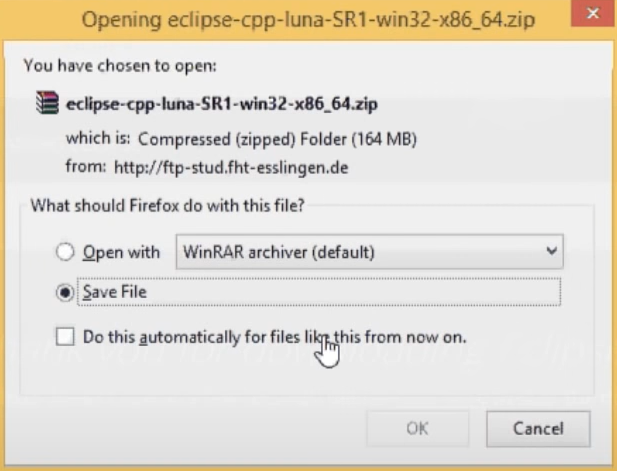 Opening eclipse-cpp-luna-SR1-win32-x86_64.zip
You have chosen to open:
eclipse-cpp-luna-SR1-win32-x86_64.zip
which is: Compressed (zipped) Folder (164 MB)
from: http://ftp-stud.fht-esslingen.de
What should Firefox do with this file?
Open with WinRAR archiver (default)
Save File
Do this automatically for files like this from now on.
OK Cancel